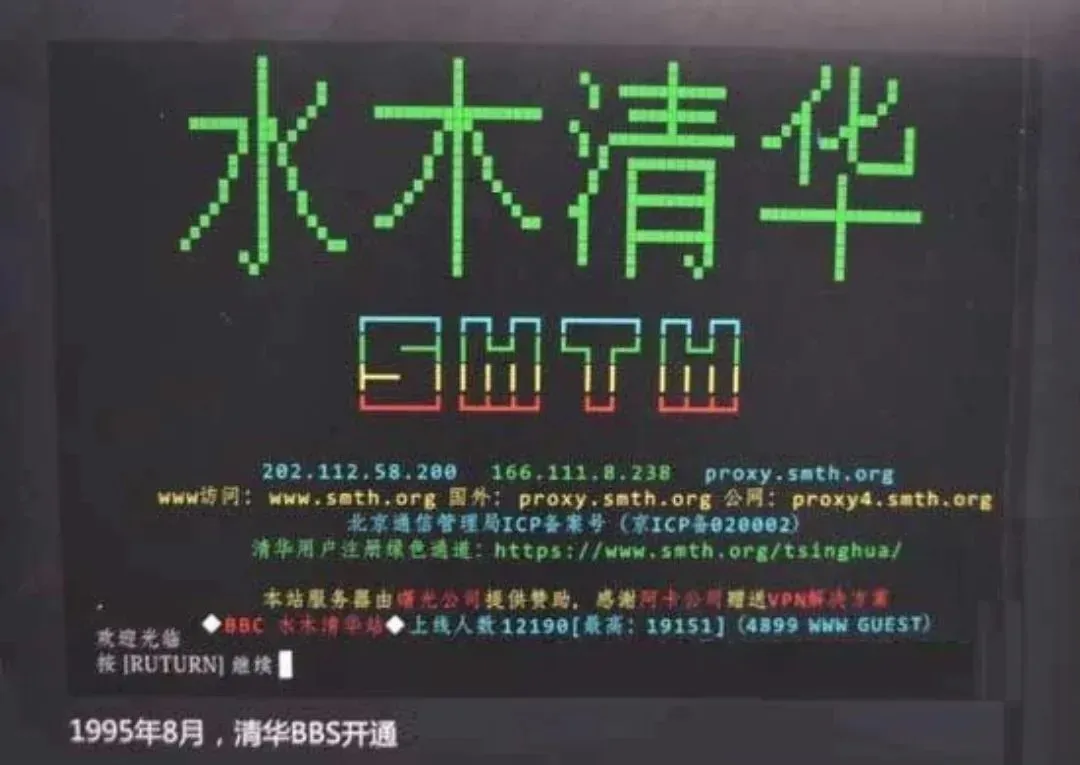 水木清华
SMTH
202.112.58.200 166.111.8.238 proxy.smth.org
www访问: www.smth.org 国外: proxy.smth.org 公网: proxy4.smth.org
北京通信管理局ICP备案号（京ICP备020002）
清华用户注册绿色通道: https://www.smth.org/tsinghua/
本站服务器由曙光公司提供赞助, 感谢阿卡公司赠送VPN解决方案
◆BBC 水木清华站◆上线人数12190[最高: 19151] (4899 WWW GUEST)
欢迎光临
按 [RUTURN] 继续
1995年8月，清华BBS开通